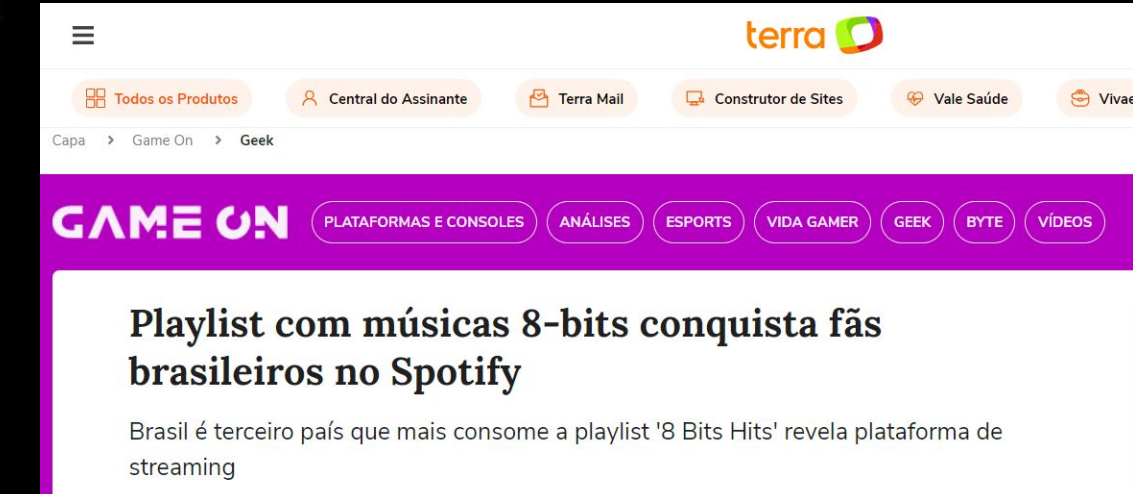 terra
Todos os Produtos
Central do Assinante
Terra Mail
Construtor de Sites
Vale Saúde
Capa > Game On > Geek
GAME ON
PLATAFORMAS E CONSOLES
ANÁLISES
ESPORTS
VIDA GAMER
GEEK
BYTE
VÍDEOS
Playlist com músicas 8-bits conquista fãs
brasileiros no Spotify
Brasil é terceiro país que mais consome a playlist '8 Bits Hits' revela plataforma de
streaming